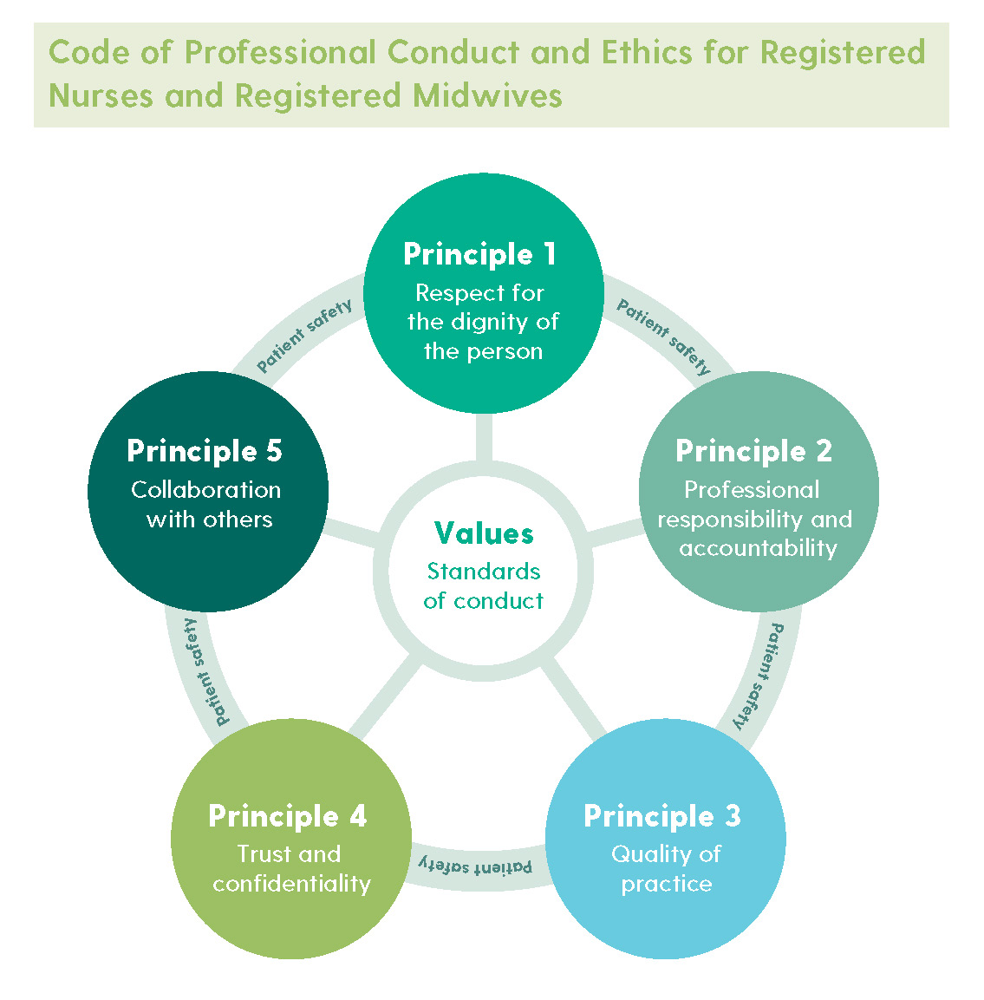 Code of Professional Conduct and Ethics for Registered
Nurses and Registered Midwives
Principle 1
Respect for
the dignity of
the person
Patient safety
Patient safety
Principle 5
Collaboration
with others
Principle 2
Professional
responsibility and
accountability
Values
Standards
of conduct
Patient safety
Patient safety
Principle 4
Trust and
confidentiality
Principle 3
Quality of
practice
Patient safety